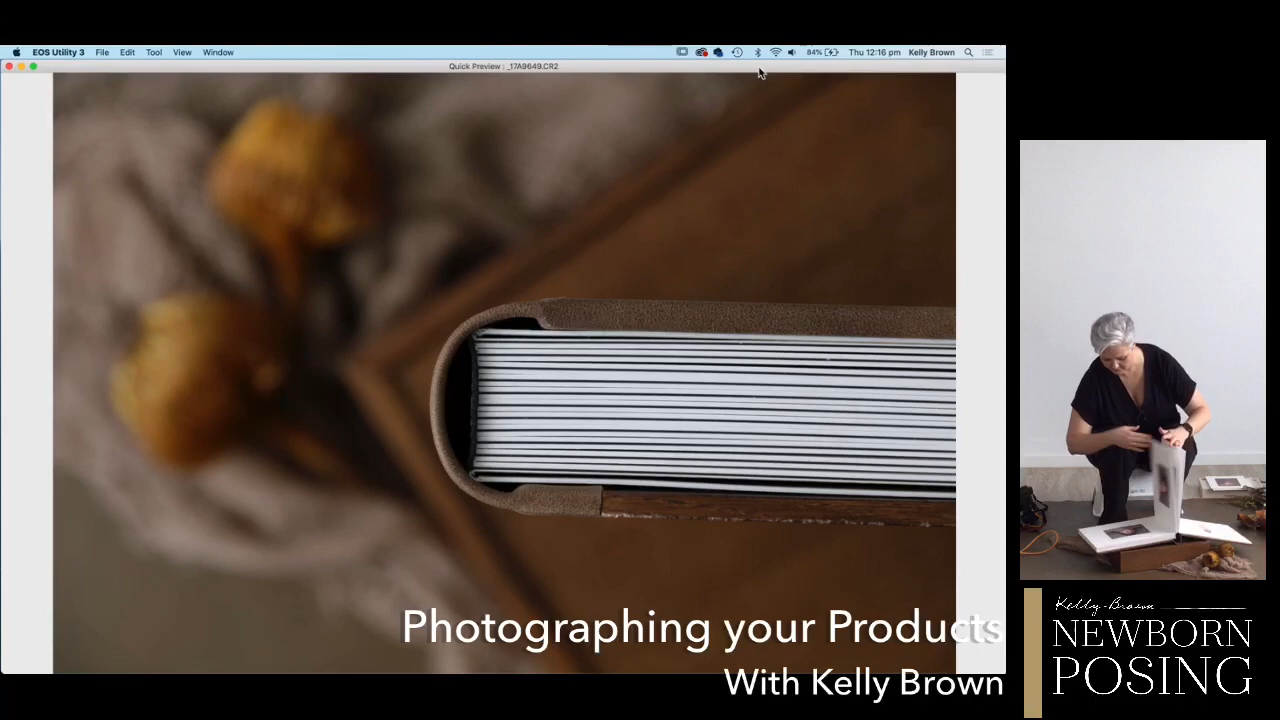 EOS Utility 3 File Edit Tool View Window 84% Thu 12:16 pm Kelly Brown
Quick Preview : _17A9649.CR2
Photographing your Products
With Kelly Brown
Kelly Brown
NEWBORN
POSING